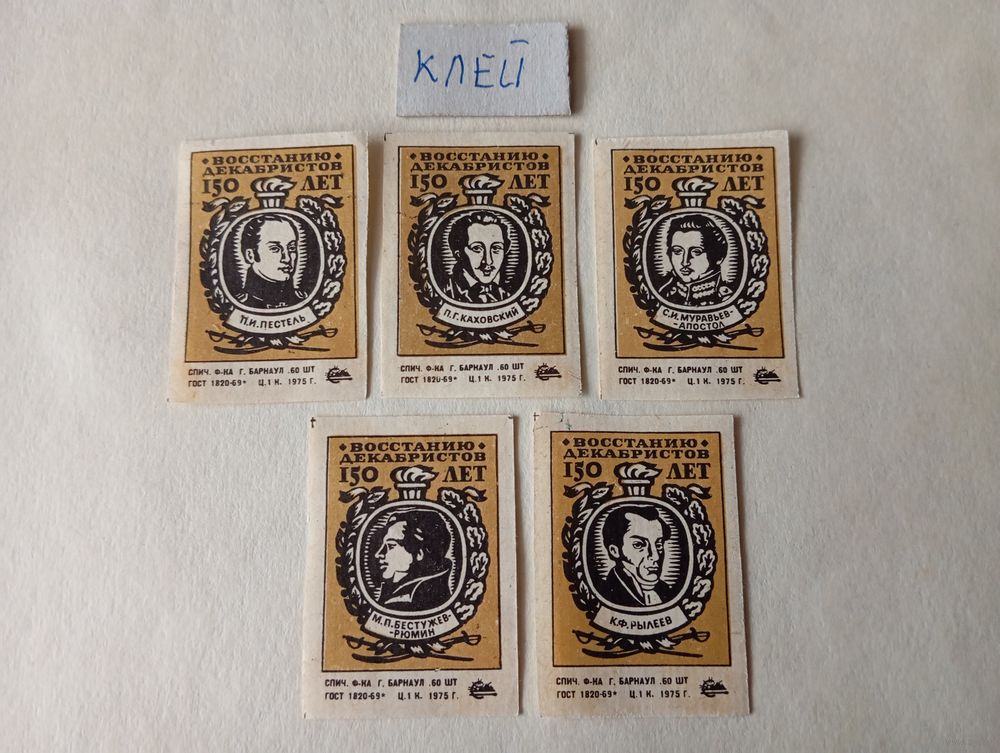 КЛЕЙ
ВОССТАНИЮ
ДЕКАБРИСТОВ
150 ЛЕТ
П.И.ПЕСТЕЛЬ
СПИЧ. Ф-КА Г. БАРНАУЛ .60 ШТ
ГОСТ 1820-69* Ц.1 К. 1975 Г.
ВОССТАНИЮ
ДЕКАБРИСТОВ
150 ЛЕТ
П.Г.КАХОВСКИЙ
СПИЧ. Ф-КА Г. БАРНАУЛ .60 ШТ
ГОСТ 1820-69* Ц.1 К. 1975 Г.
ВОССТАНИЮ
ДЕКАБРИСТОВ
150 ЛЕТ
С.И.МУРАВЬЕВ-
-АПОСТОЛ
СПИЧ. Ф-КА Г. БАРНАУЛ .60 ШТ
ГОСТ 1820-69* Ц.1 К. 1975 Г.
ВОССТАНИЮ
ДЕКАБРИСТОВ
150 ЛЕТ
М.П.БЕСТУЖЕВ-
-РЮМИН
СПИЧ. Ф-КА Г. БАРНАУЛ .60 ШТ
ГОСТ 1820-69* Ц.1 К. 1975 Г.
ВОССТАНИЮ
ДЕКАБРИСТОВ
150 ЛЕТ
К.Ф.РЫЛЕЕВ
СПИЧ. Ф-КА Г. БАРНАУЛ .60 ШТ
ГОСТ 1820-69* Ц.1 К. 1975 Г.